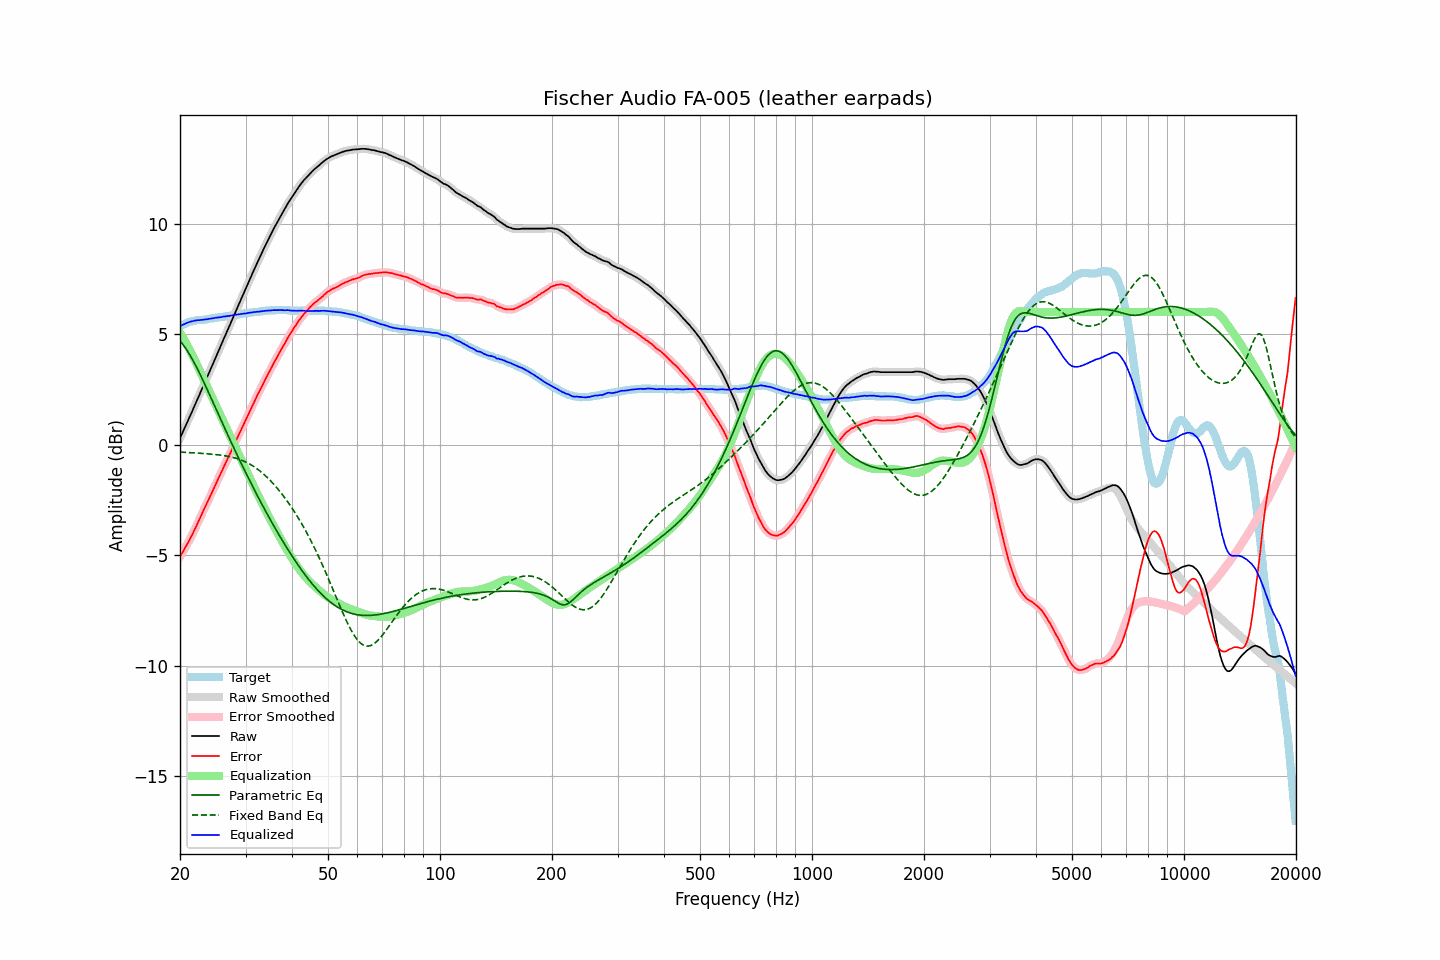 Fischer Audio FA-005 (leather earpads)
Amplitude (dBr)
10
5
0
−5
−10
−15
Target
Raw Smoothed
Error Smoothed
Raw
Error
Equalization
Parametric Eq
Fixed Band Eq
Equalized
20 50 100 200 500 1000 2000 5000 10000 20000
Frequency (Hz)